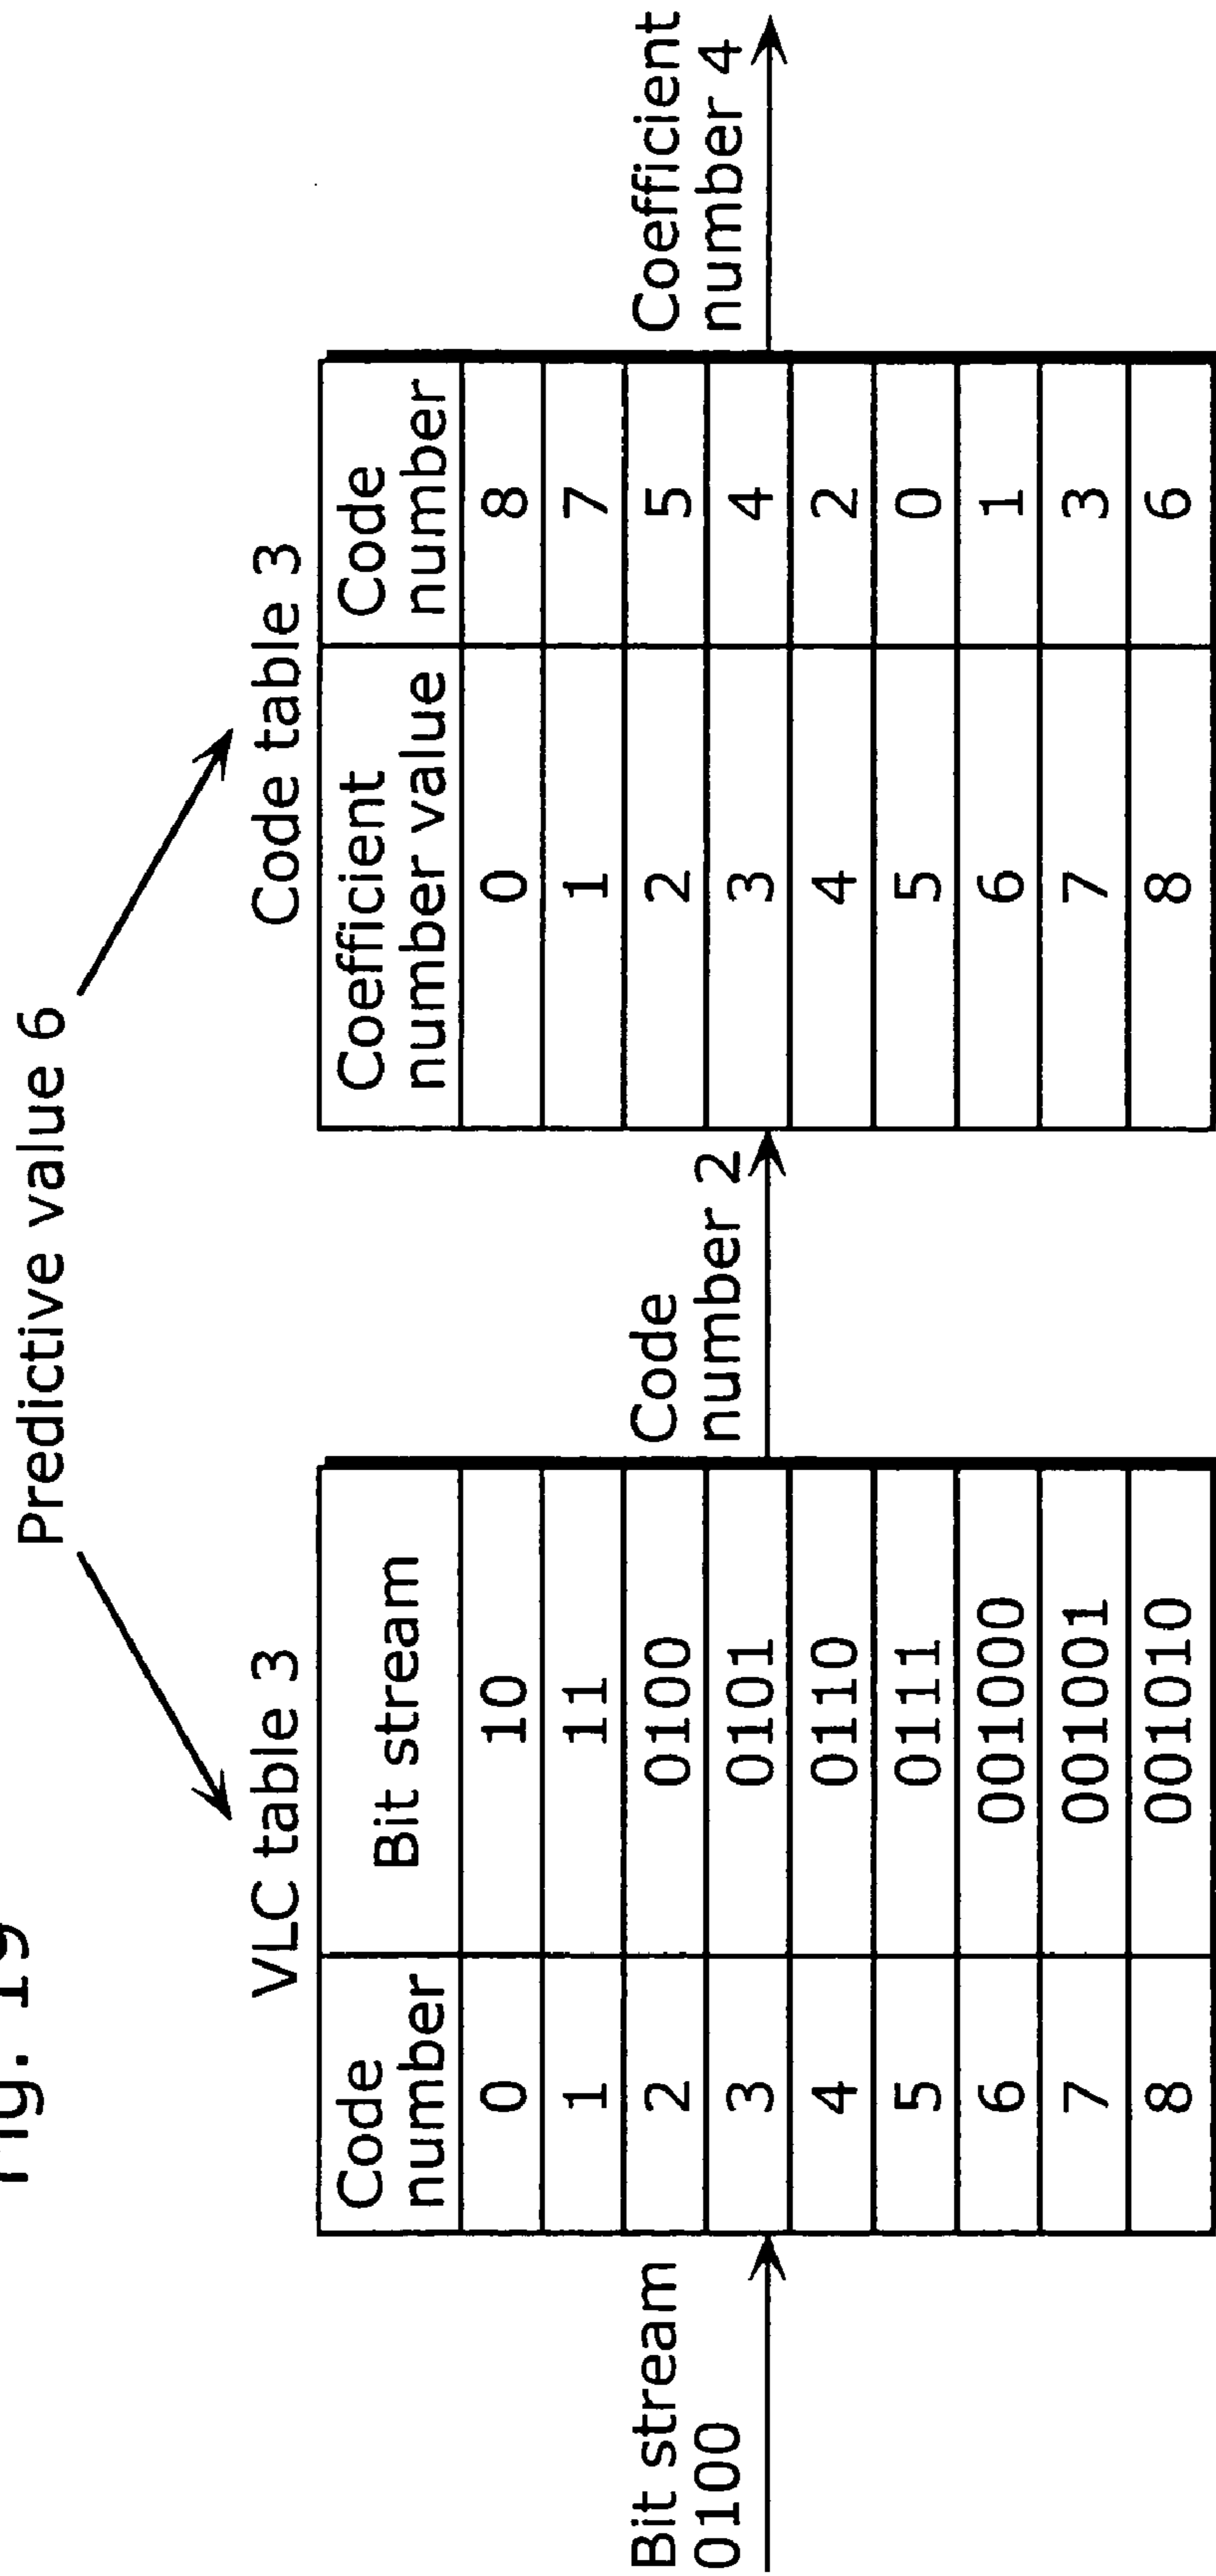 Fig. 19
Predictive value 6
VLC table 3
Code number Bit stream
0 10
1 11
2 0100
3 0101
4 0110
5 0111
6 001000
7 001001
8 001010
Bit stream
0100
Code
number 2
Code table 3
Coefficient number value Code number
0 8
1 7
2 5
3 4
4 2
5 0
6 1
7 3
8 6
Coefficient
number 4